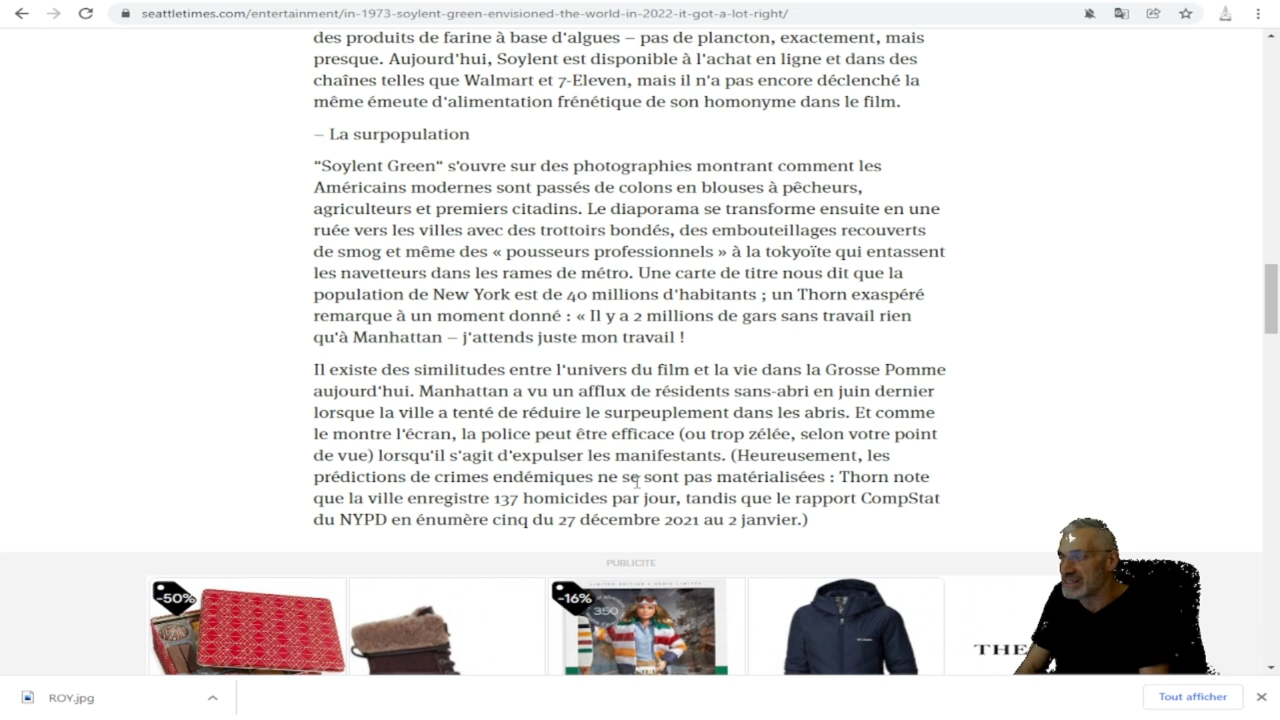 seattletimes.com/entertainment/in-1973-soylent-green-envisioned-the-world-in-2022-it-got-a-lot-right/
des produits de farine à base d'algues – pas de plancton, exactement, mais
presque. Aujourd'hui, Soylent est disponible à l'achat en ligne et dans des
chaînes telles que Walmart et 7-Eleven, mais il n'a pas encore déclenché la
même émeute d'alimentation frénétique de son homonyme dans le film.
– La surpopulation
"Soylent Green" s'ouvre sur des photographies montrant comment les
Américains modernes sont passés de colons en blouses à pêcheurs,
agriculteurs et premiers citadins. Le diaporama se transforme ensuite en une
ruée vers les villes avec des trottoirs bondés, des embouteillages recouverts
de smog et même des « pousseurs professionnels » à la tokyoïte qui entassent
les navetteurs dans les rames de métro. Une carte de titre nous dit que la
population de New York est de 40 millions d'habitants ; un Thorn exaspéré
remarque à un moment donné : « Il y a 2 millions de gars sans travail rien
qu'à Manhattan – j'attends juste mon travail !
Il existe des similitudes entre l'univers du film et la vie dans la Grosse Pomme
aujourd'hui. Manhattan a vu un afflux de résidents sans-abri en juin dernier
lorsque la ville a tenté de réduire le surpeuplement dans les abris. Et comme
le montre l'écran, la police peut être efficace (ou trop zélée, selon votre point
de vue) lorsqu'il s'agit d'expulser les manifestants. (Heureusement, les
prédictions de crimes endémiques ne se sont pas matérialisées : Thorn note
que la ville enregistre 137 homicides par jour, tandis que le rapport CompStat
du NYPD en énumère cinq du 27 décembre 2021 au 2 janvier.)
PUBLICITÉ
-50%
-16%
350
Columbia
THE
ROY.jpg
Tout afficher